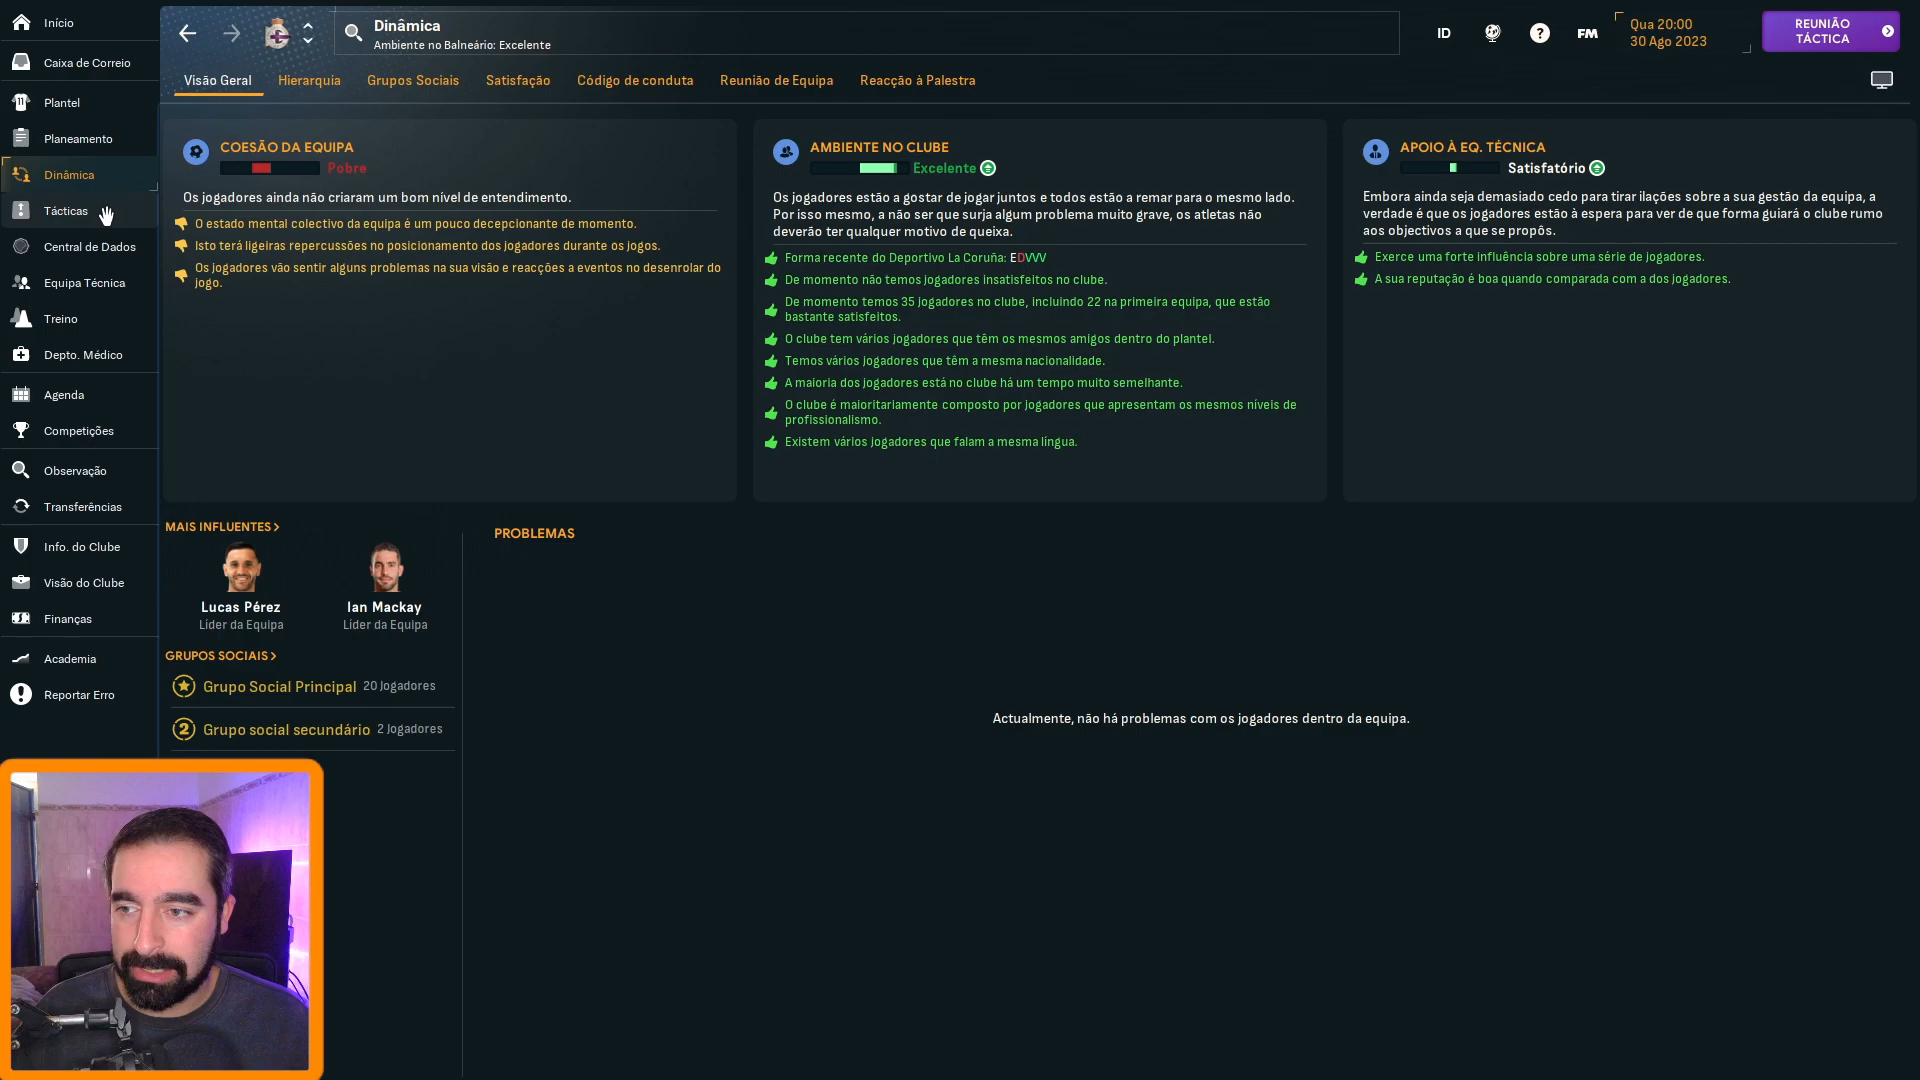 Início
Caixa de Correio
Plantel
Planeamento
Dinâmica
Tácticas
Central de Dados
Equipa Técnica
Treino
Depto. Médico
Agenda
Competições
Observação
Transferências
Info. do Clube
Visão do Clube
Finanças
Academia
Reportar Erro
Dinâmica
Ambiente no Balneário: Excelente
ID
?
FM
Qua 20:00
30 Ago 2023
REUNIÃO
TÁCTICA
Visão Geral
Hierarquia
Grupos Sociais
Satisfação
Código de conduta
Reunião de Equipa
Reacção à Palestra
COESÃO DA EQUIPA
Pobre
Os jogadores ainda não criaram um bom nível de entendimento.
O estado mental colectivo da equipa é um pouco decepcionante de momento.
Isto terá ligeiras repercussões no posicionamento dos jogadores durante os jogos.
Os jogadores vão sentir alguns problemas na sua visão e reacções a eventos no desenrolar do
jogo.
AMBIENTE NO CLUBE
Excelente
Os jogadores estão a gostar de jogar juntos e todos estão a remar para o mesmo lado.
Por isso mesmo, a não ser que surja algum problema muito grave, os atletas não
deverão ter qualquer motivo de queixa.
Forma recente do Deportivo La Coruña: EDVVV
De momento não temos jogadores insatisfeitos no clube.
De momento temos 35 jogadores no clube, incluindo 22 na primeira equipa, que estão
bastante satisfeitos.
O clube tem vários jogadores que têm os mesmos amigos dentro do plantel.
Temos vários jogadores que têm a mesma nacionalidade.
A maioria dos jogadores está no clube há um tempo muito semelhante.
O clube é maioritariamente composto por jogadores que apresentam os mesmos níveis de
profissionalismo.
Existem vários jogadores que falam a mesma língua.
APOIO À EQ. TÉCNICA
Satisfatório
Embora ainda seja demasiado cedo para tirar ilações sobre a sua gestão da equipa, a
verdade é que os jogadores estão à espera para ver de que forma guiará o clube rumo
aos objectivos a que se propôs.
Exerce uma forte influência sobre uma série de jogadores.
A sua reputação é boa quando comparada com a dos jogadores.
MAIS INFLUENTES >
Lucas Pérez
Líder da Equipa
Ian Mackay
Líder da Equipa
GRUPOS SOCIAIS >
Grupo Social Principal 20 Jogadores
2 Grupo social secundário 2 Jogadores
PROBLEMAS
Actualmente, não há problemas com os jogadores dentro da equipa.